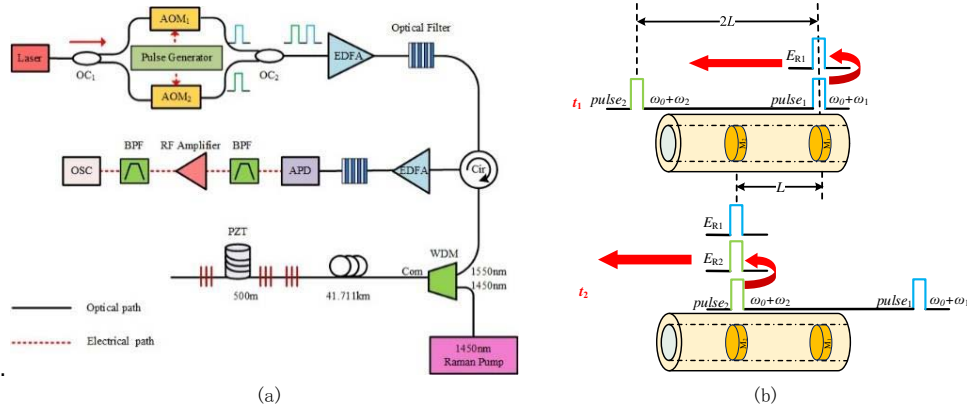 Laser
OC1
AOM1
Pulse Generator
AOM2
OC2
EDFA
Optical Filter
OSC
BPF
RF Amplifier
BPF
APD
EDFA
Cir
PZT
500m
41.711km
Com
WDM
1550nm
1450nm
Optical path
Electrical path
1450nm
Raman Pump
(a)
2L
ER1
t1
pulse2
ω0+ω2
pulse1
ω0+ω1
L
ER1
ER2
t2
pulse2
ω0+ω2
pulse1
ω0+ω1
(b)